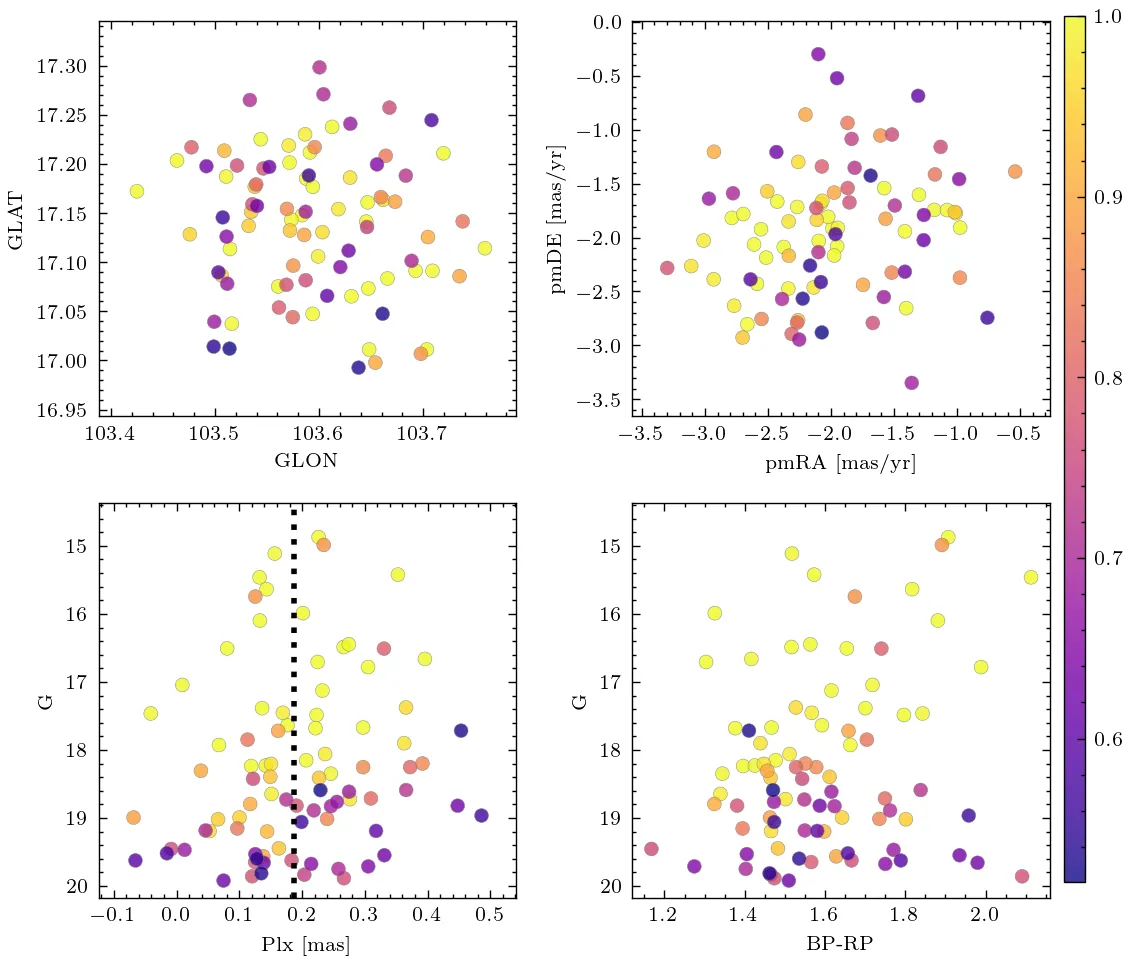 17.30
17.25
17.20
17.15
17.10
17.05
17.00
16.95
GLAT
103.4 103.5 103.6 103.7
GLON
0.0
−0.5
−1.0
−1.5
−2.0
−2.5
−3.0
−3.5
pmDE [mas/yr]
−3.5 −3.0 −2.5 −2.0 −1.5 −1.0 −0.5
pmRA [mas/yr]
1.0
0.9
0.8
0.7
0.6
15
16
17
18
19
20
G
−0.1 0.0 0.1 0.2 0.3 0.4 0.5
Plx [mas]
15
16
17
18
19
20
G
1.2 1.4 1.6 1.8 2.0
BP-RP